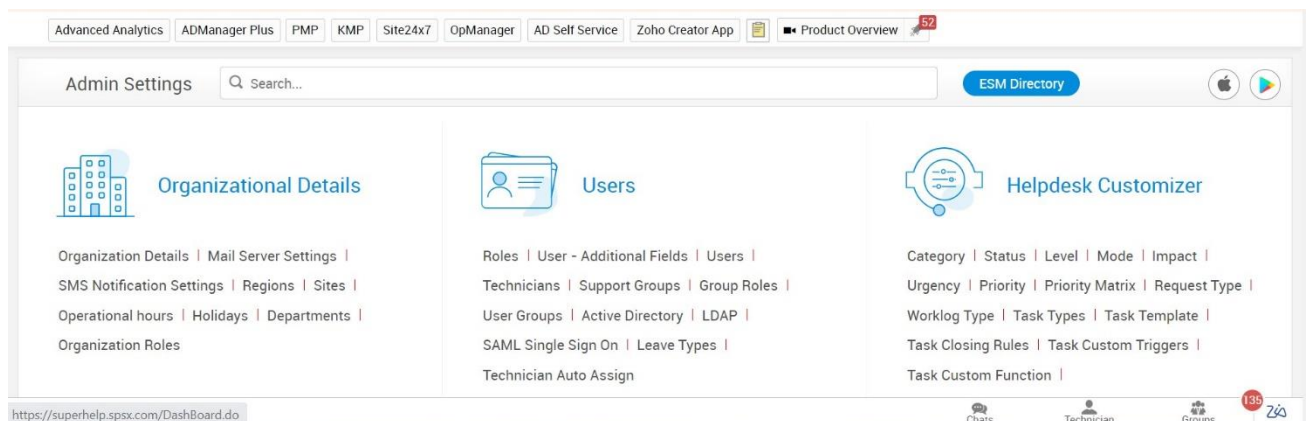 Advanced Analytics ADManager Plus PMP KMP Site24x7 OpManager AD Self Service Zoho Creator App Product Overview 52
Admin Settings Search... ESM Directory
Organizational Details
Organization Details | Mail Server Settings |
SMS Notification Settings | Regions | Sites |
Operational hours | Holidays | Departments |
Organization Roles
Users
Roles | User - Additional Fields | Users |
Technicians | Support Groups | Group Roles |
User Groups | Active Directory | LDAP |
SAML Single Sign On | Leave Types |
Technician Auto Assign
Helpdesk Customizer
Category | Status | Level | Mode | Impact |
Urgency | Priority | Priority Matrix | Request Type |
Worklog Type | Task Types | Task Template |
Task Closing Rules | Task Custom Triggers |
Task Custom Function |
https://superhelp.spsx.com/DashBoard.do
Chats Technician Groups 135 Zia